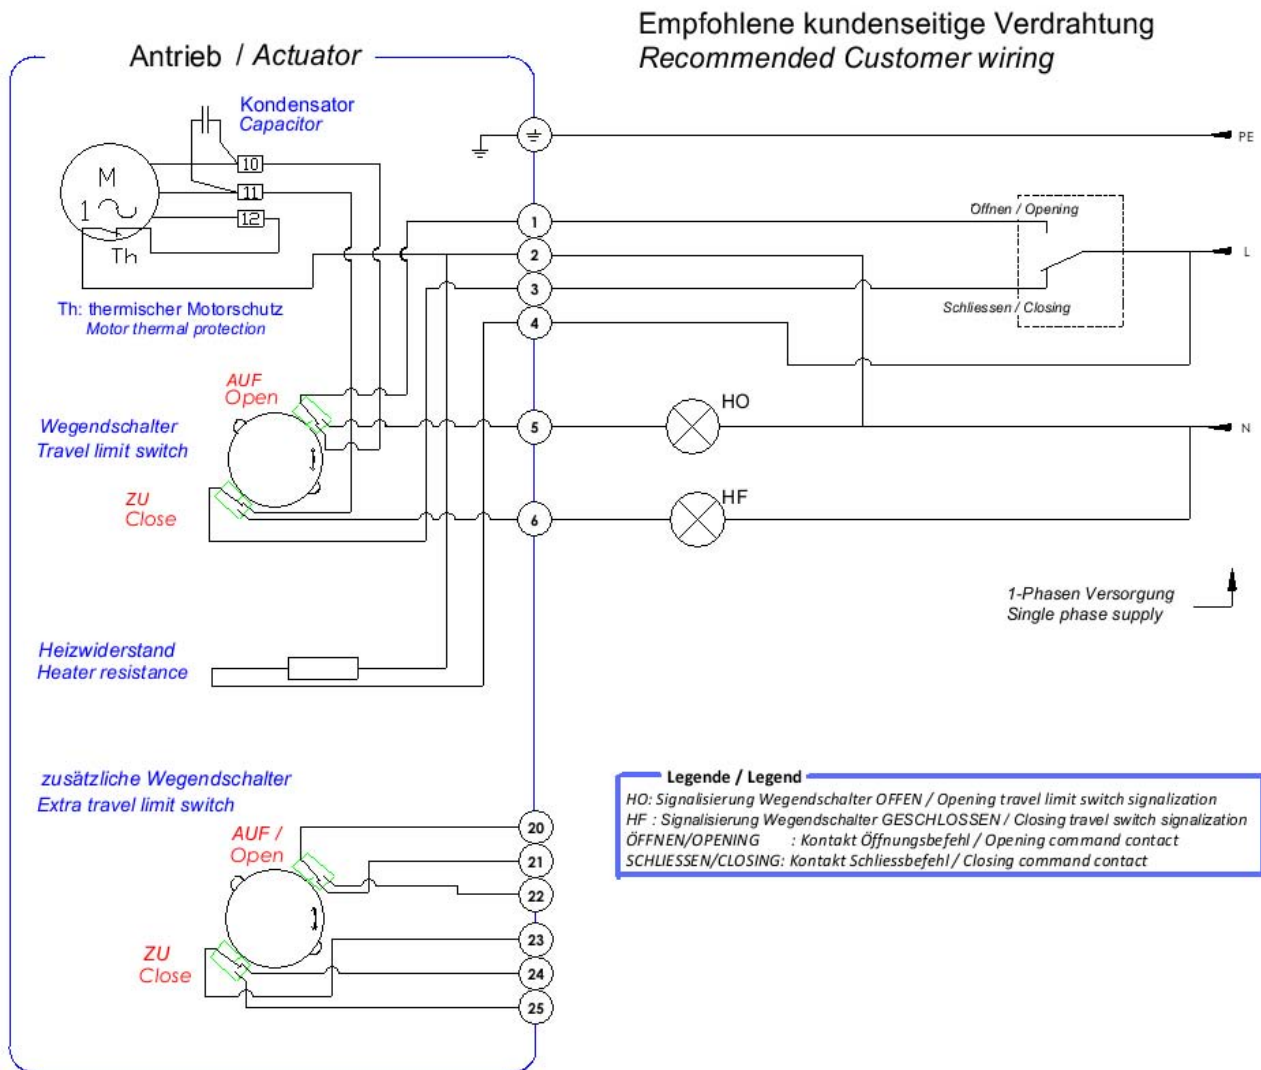 Empfohlene kundenseitige Verdrahtung
Recommended Customer wiring
Antrieb / Actuator
Kondensator
Capacitor
PE
10
M
11
1
12
Th
1
Offnen / Opening
2
L
3
Th: thermischer Motorschutz
Motor thermal protection
Schliessen / Closing
4
AUF
Open
HO
Wegendschalter
Travel limit switch
5
N
ZU
Close
HF
6
1-Phasen Versorgung
Single phase supply
Heizwiderstand
Heater resistance
zusätzliche Wegendschalter
Extra travel limit switch
Legende / Legend
HO: Signalisierung Wegendschalter OFFEN / Opening travel limit switch signalization
HF : Signalisierung Wegendschalter GESCHLOSSEN / Closing travel switch signalization
ÖFFNEN/OPENING : Kontakt Öffnungsbefehl / Opening command contact
SCHLIESSEN/CLOSING: Kontakt Schliessbefehl / Closing command contact
AUF /
Open
20
21
22
23
ZU
Close
24
25